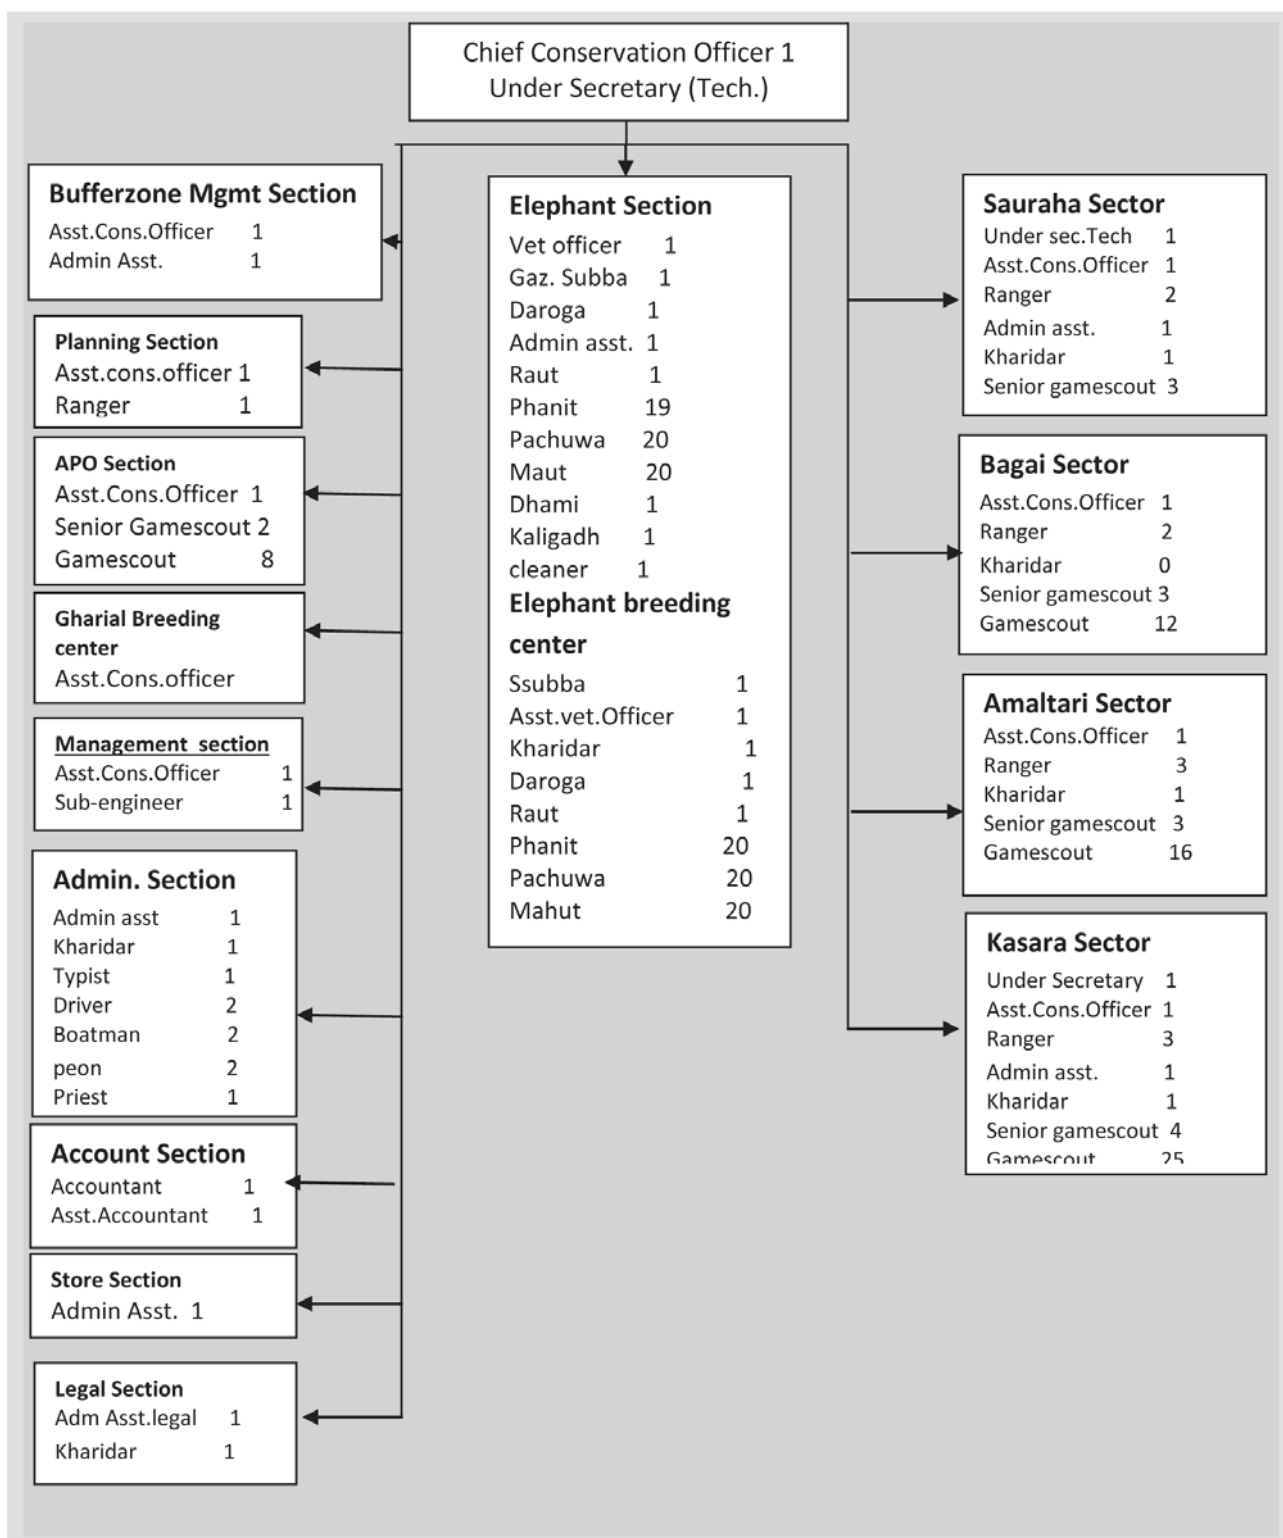 Chief Conservation Officer 1
Under Secretary (Tech.)
Bufferzone Mgmt Section
Asst.Cons.Officer 1
Admin Asst. 1
Planning Section
Asst.cons.officer 1
Ranger 1
APO Section
Asst.Cons.Officer 1
Senior Gamescout 2
Gamescout 8
Gharial Breeding
center
Asst.Cons.officer
Management section
Asst.Cons.Officer 1
Sub-engineer 1
Admin. Section
Admin asst 1
Kharidar 1
Typist 1
Driver 2
Boatman 2
peon 2
Priest 1
Account Section
Accountant 1
Asst.Accountant 1
Store Section
Admin Asst. 1
Legal Section
Adm Asst.legal 1
Kharidar 1
Elephant Section
Vet officer 1
Gaz. Subba 1
Daroga 1
Admin asst. 1
Raut 1
Phanit 19
Pachuwa 20
Maut 20
Dhami 1
Kaligadh 1
cleaner 1
Elephant breeding
center
Ssubba 1
Asst.vet.Officer 1
Kharidar 1
Daroga 1
Raut 1
Phanit 20
Pachuwa 20
Mahut 20
Sauraha Sector
Under sec.Tech 1
Asst.Cons.Officer 1
Ranger 2
Admin asst. 1
Kharidar 1
Senior gamescout 3
Bagai Sector
Asst.Cons.Officer 1
Ranger 2
Kharidar 0
Senior gamescout 3
Gamescout 12
Amaltari Sector
Asst.Cons.Officer 1
Ranger 3
Kharidar 1
Senior gamescout 3
Gamescout 16
Kasara Sector
Under Secretary 1
Asst.Cons.Officer 1
Ranger 3
Admin asst. 1
Kharidar 1
Senior gamescout 4
Gamescout 25